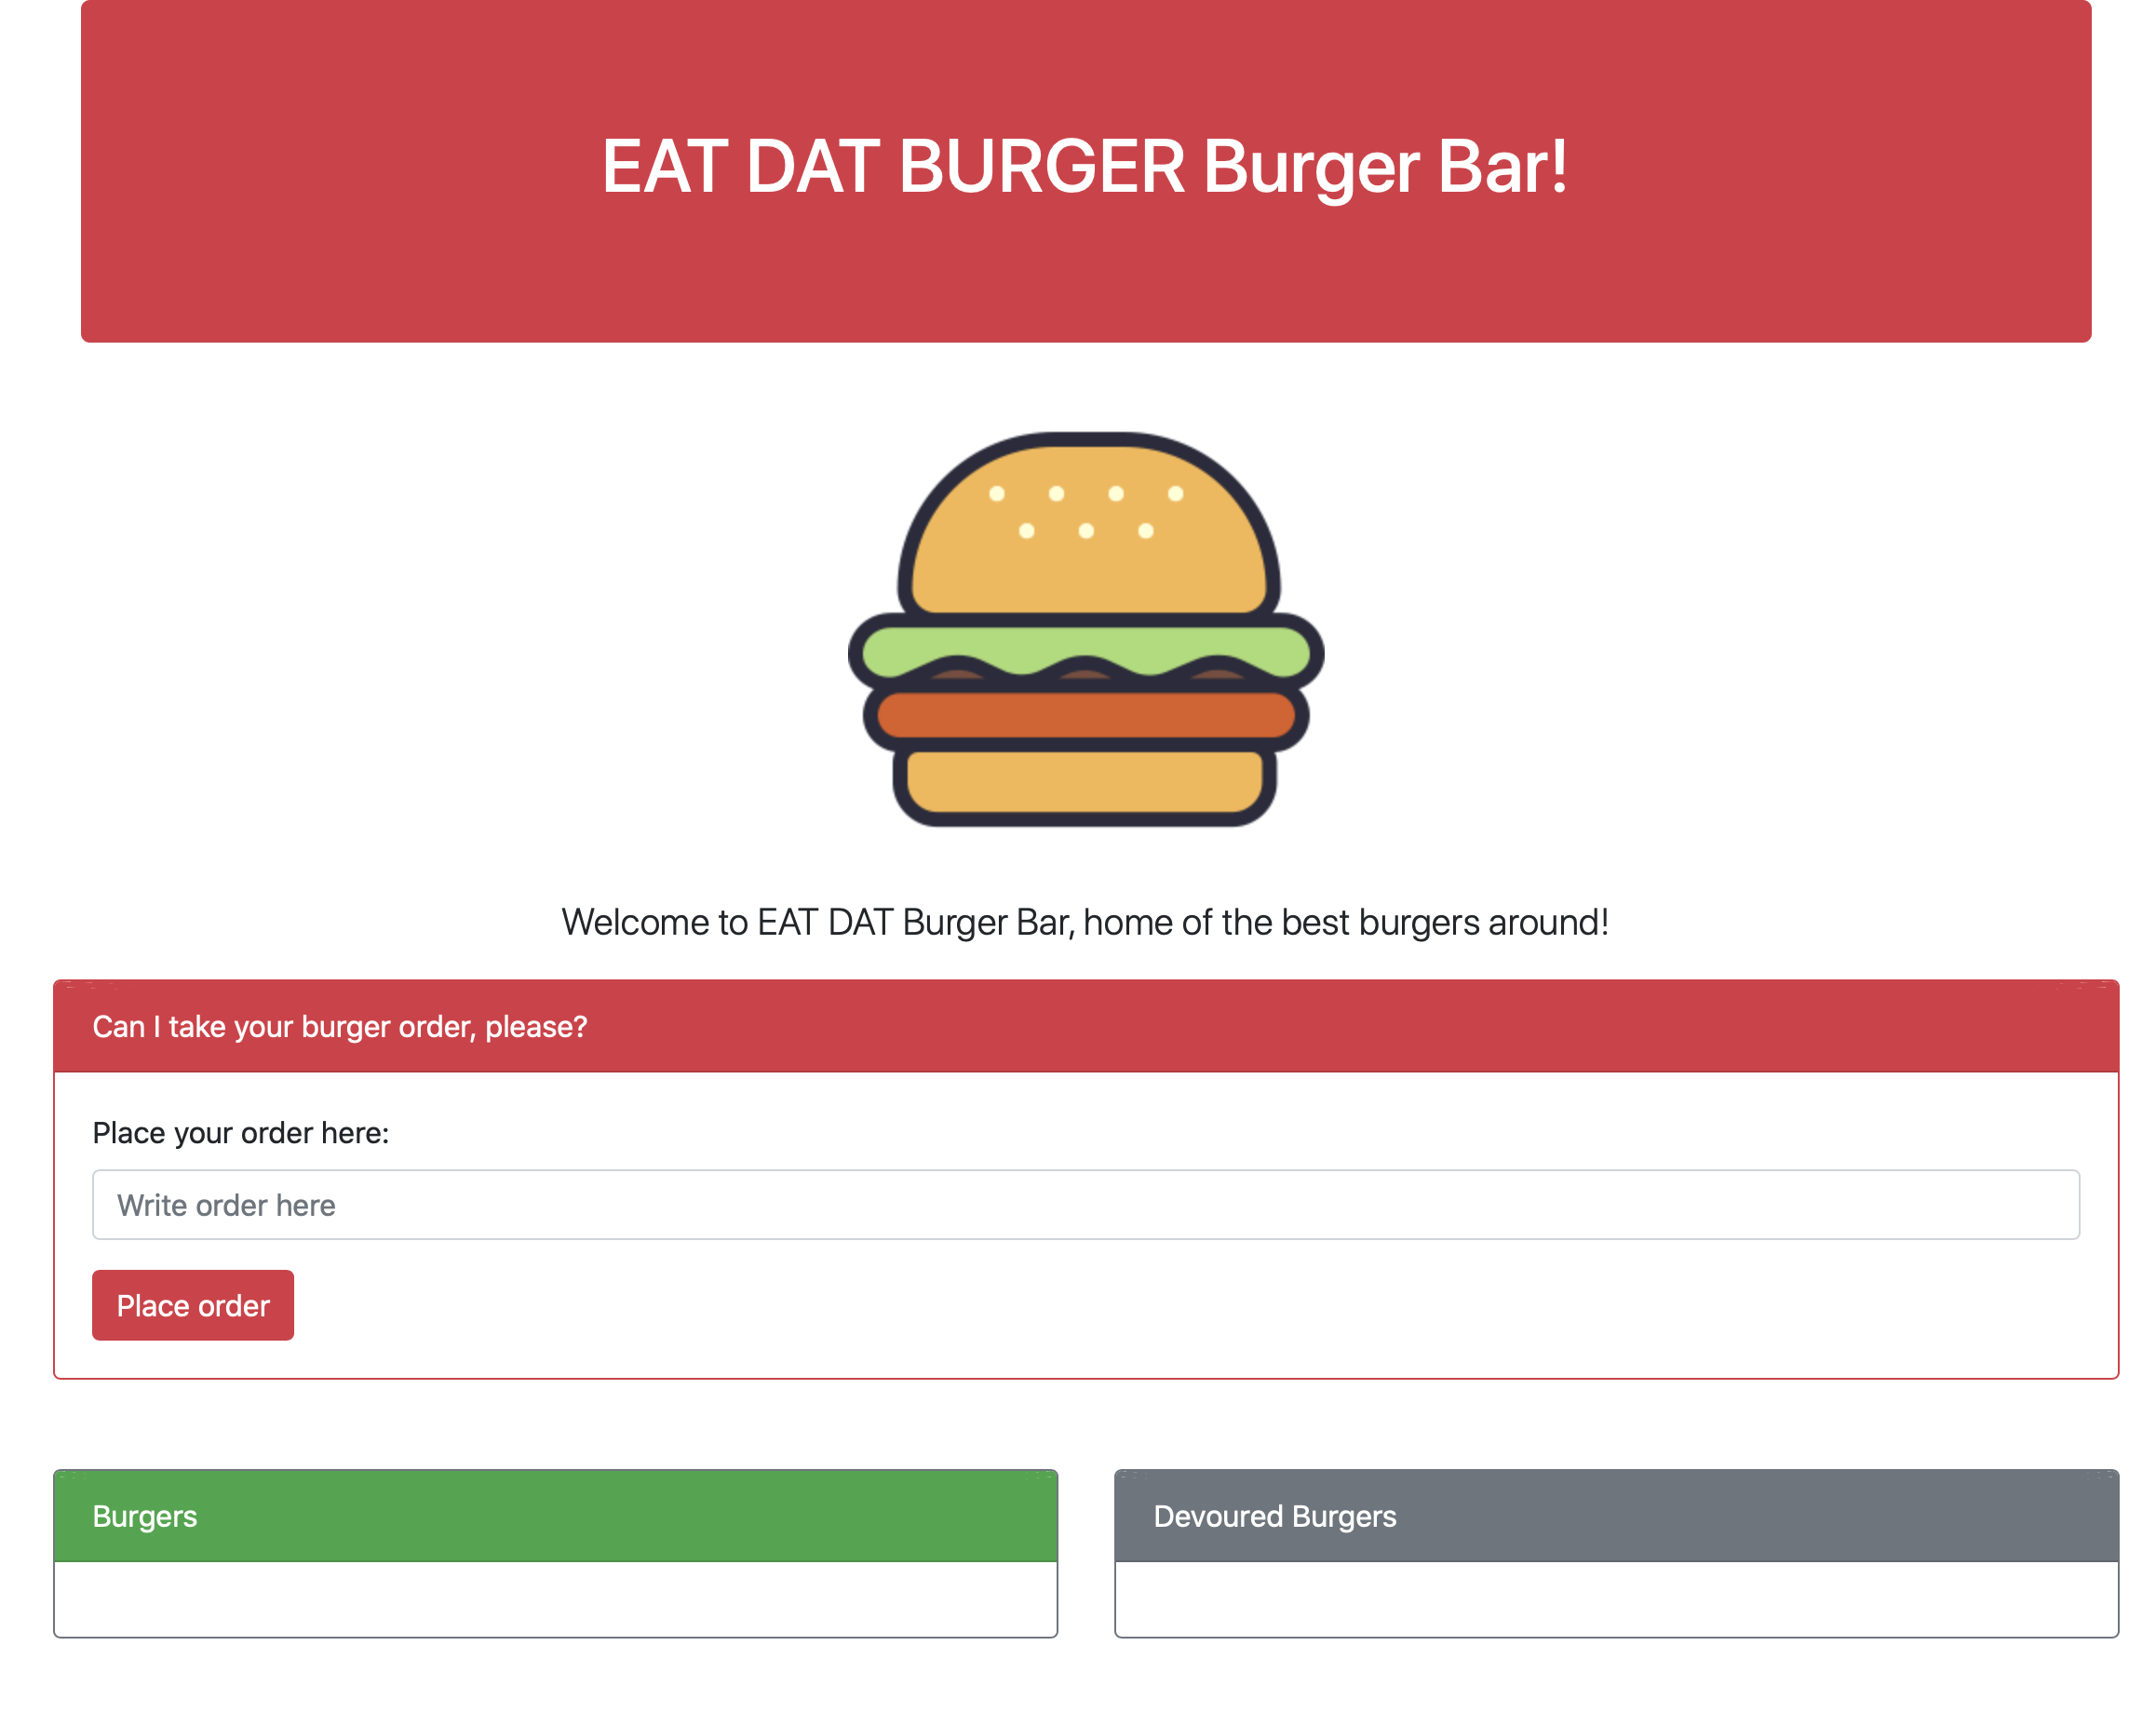 EAT DAT BURGER Burger Bar!
Welcome to EAT DAT Burger Bar, home of the best burgers around!
Can I take your burger order, please?
Place your order here:
Write order here
Place order
Burgers
Devoured Burgers